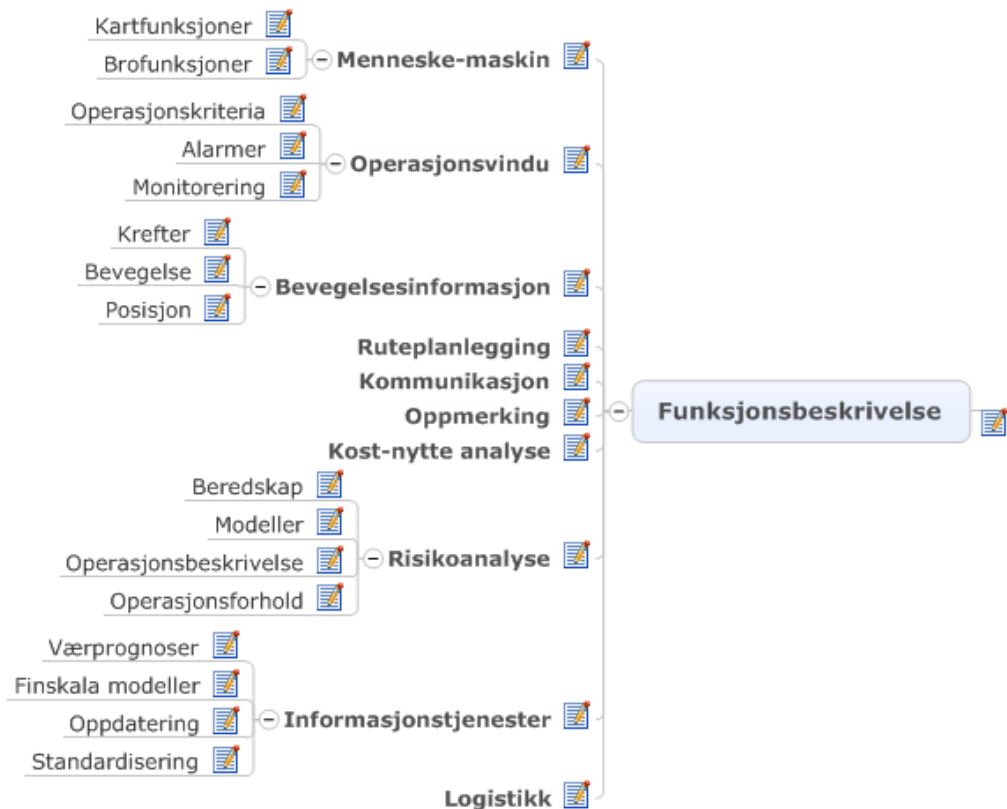 Kartfunksjoner
Brofunksjoner
Menneske-maskin
Operasjonskriteria
Alarmer
Monitorering
Operasjonsvindu
Krefter
Bevegelse
Posisjon
Bevegelsesinformasjon
Ruteplanlegging
Kommunikasjon
Oppmerking
Kost-nytte analyse
Funksjonsbeskrivelse
Beredskap
Modeller
Operasjonsbeskrivelse
Operasjonsforhold
Risikoanalyse
Værprognoser
Finskala modeller
Oppdatering
Standardisering
Informasjonstjenester
Logistikk